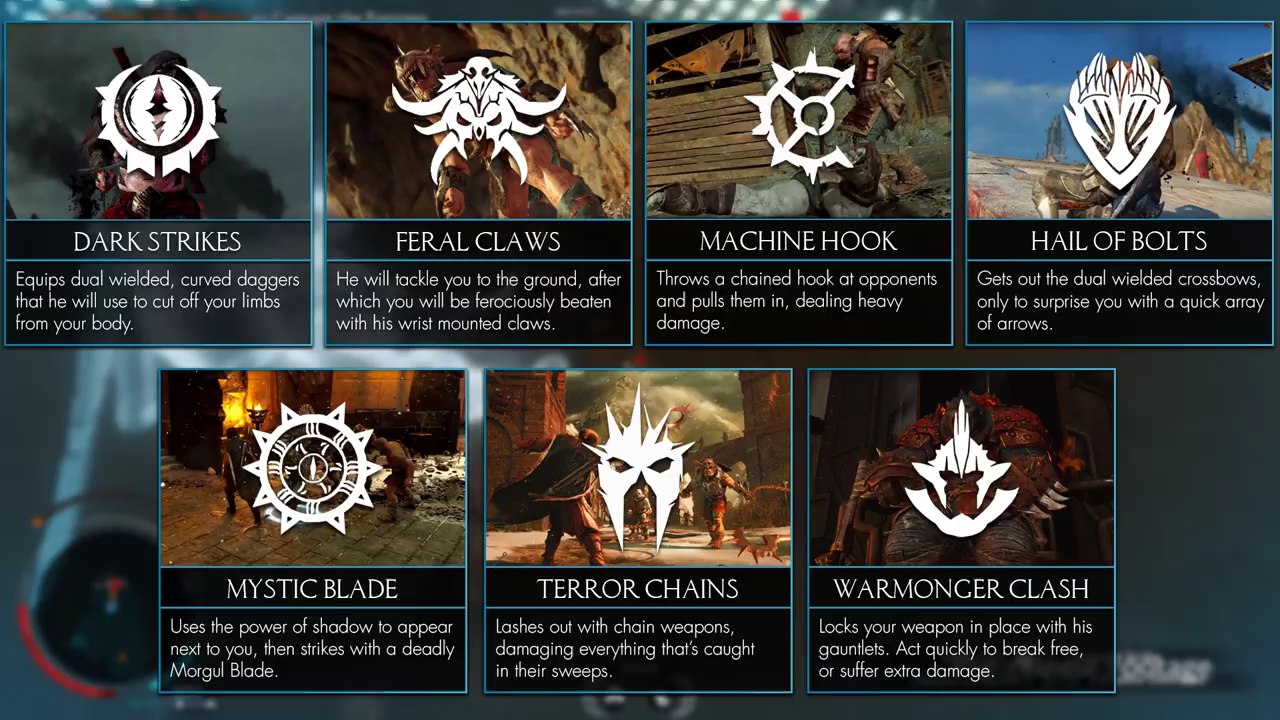 DARK STRIKES
Equips dual wielded, curved daggers
that he will use to cut off your limbs
from your body.
FERAL CLAWS
He will tackle you to the ground, after
which you will be ferociously beaten
with his wrist mounted claws.
MACHINE HOOK
Throws a chained hook at opponents
and pulls them in, dealing heavy
damage.
HAIL OF BOLTS
Gets out the dual wielded crossbows,
only to surprise you with a quick array
of arrows.
MYSTIC BLADE
Uses the power of shadow to appear
next to you, then strikes with a deadly
Morgul Blade.
TERROR CHAINS
Lashes out with chain weapons,
damaging everything that's caught
in their sweeps.
WARMONGER CLASH
Locks your weapon in place with his
gauntlets. Act quickly to break free,
or suffer extra damage.